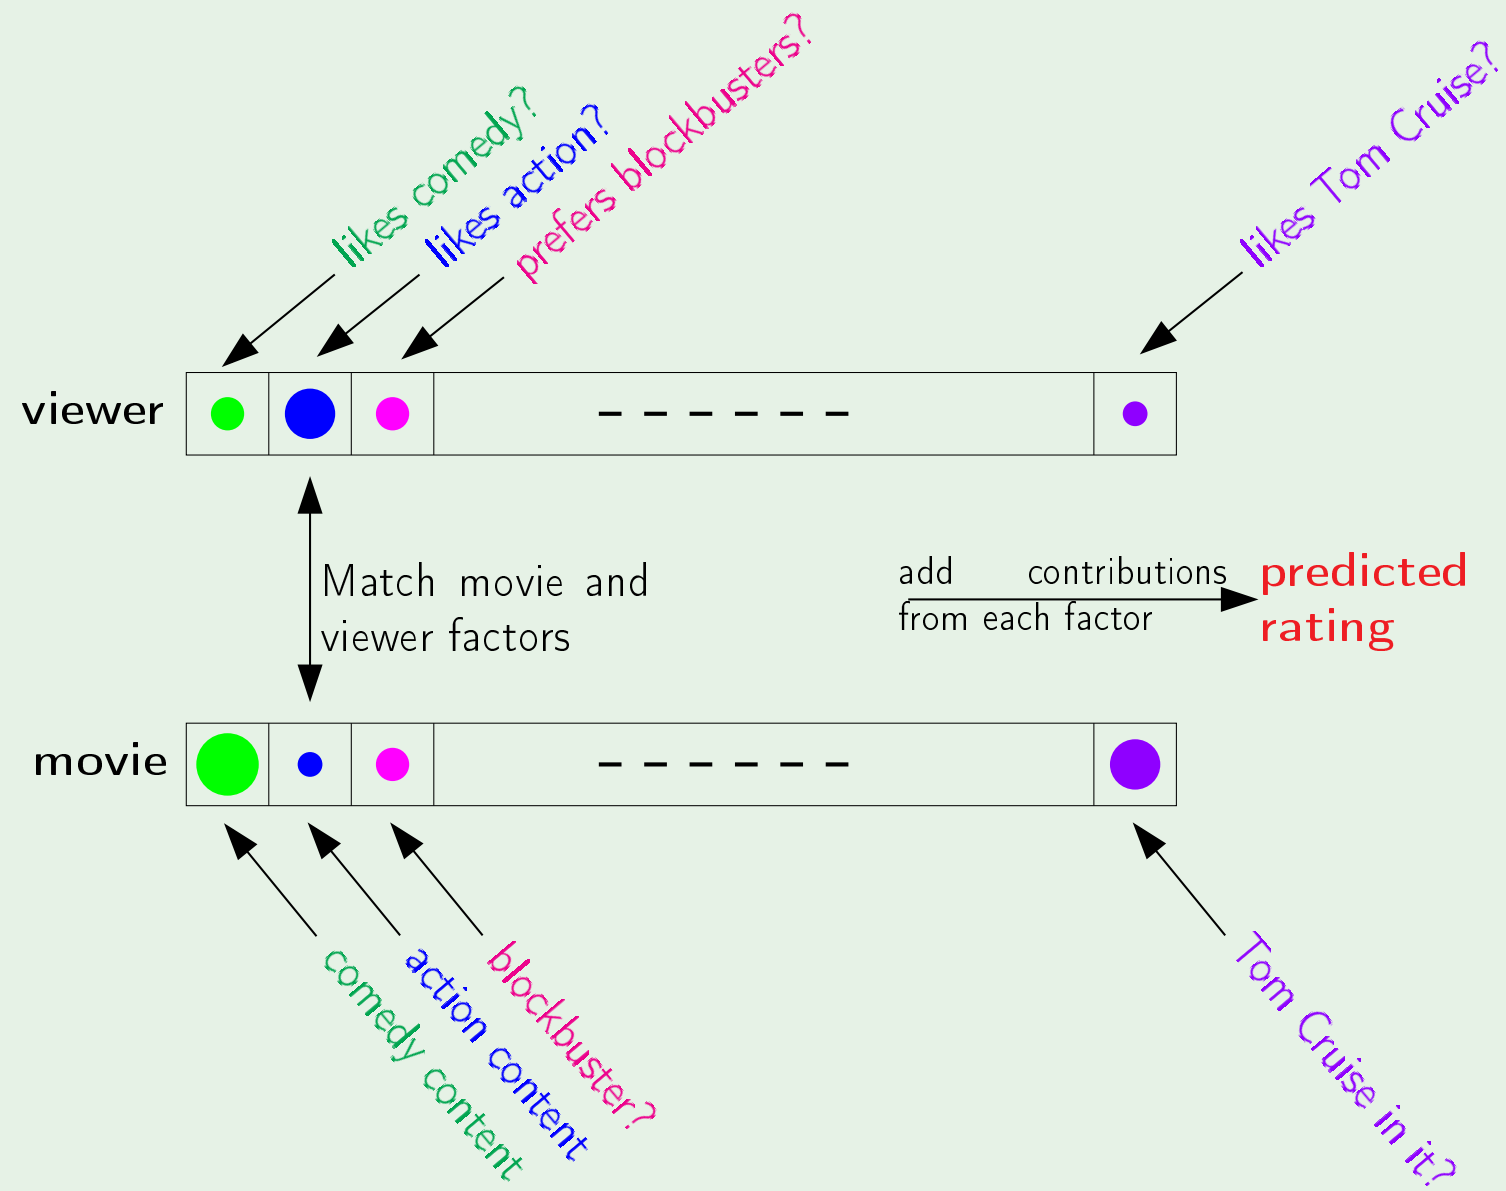 likes comedy?
likes action?
prefers blockbusters?
likes Tom Cruise?
viewer
Match movie and
viewer factors
add contributions
from each factor
predicted
rating
movie
comedy content
action content
blockbuster?
Tom Cruise in it?